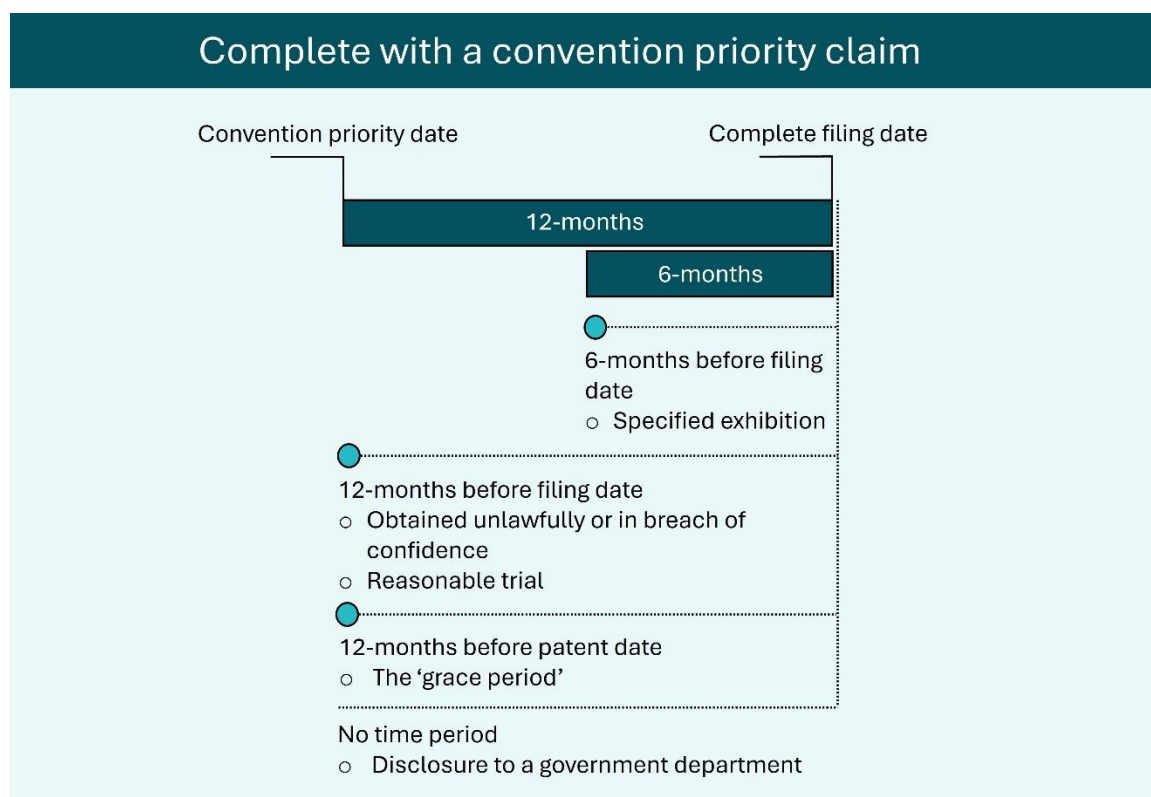 Complete with a convention priority claim
Convention priority date
Complete filing date
12-months
6-months
6-months before filing
date
o Specified exhibition
12-months before filing date
o Obtained unlawfully or in breach of
confidence
o Reasonable trial
12-months before patent date
o The ‘grace period’
No time period
o Disclosure to a government department